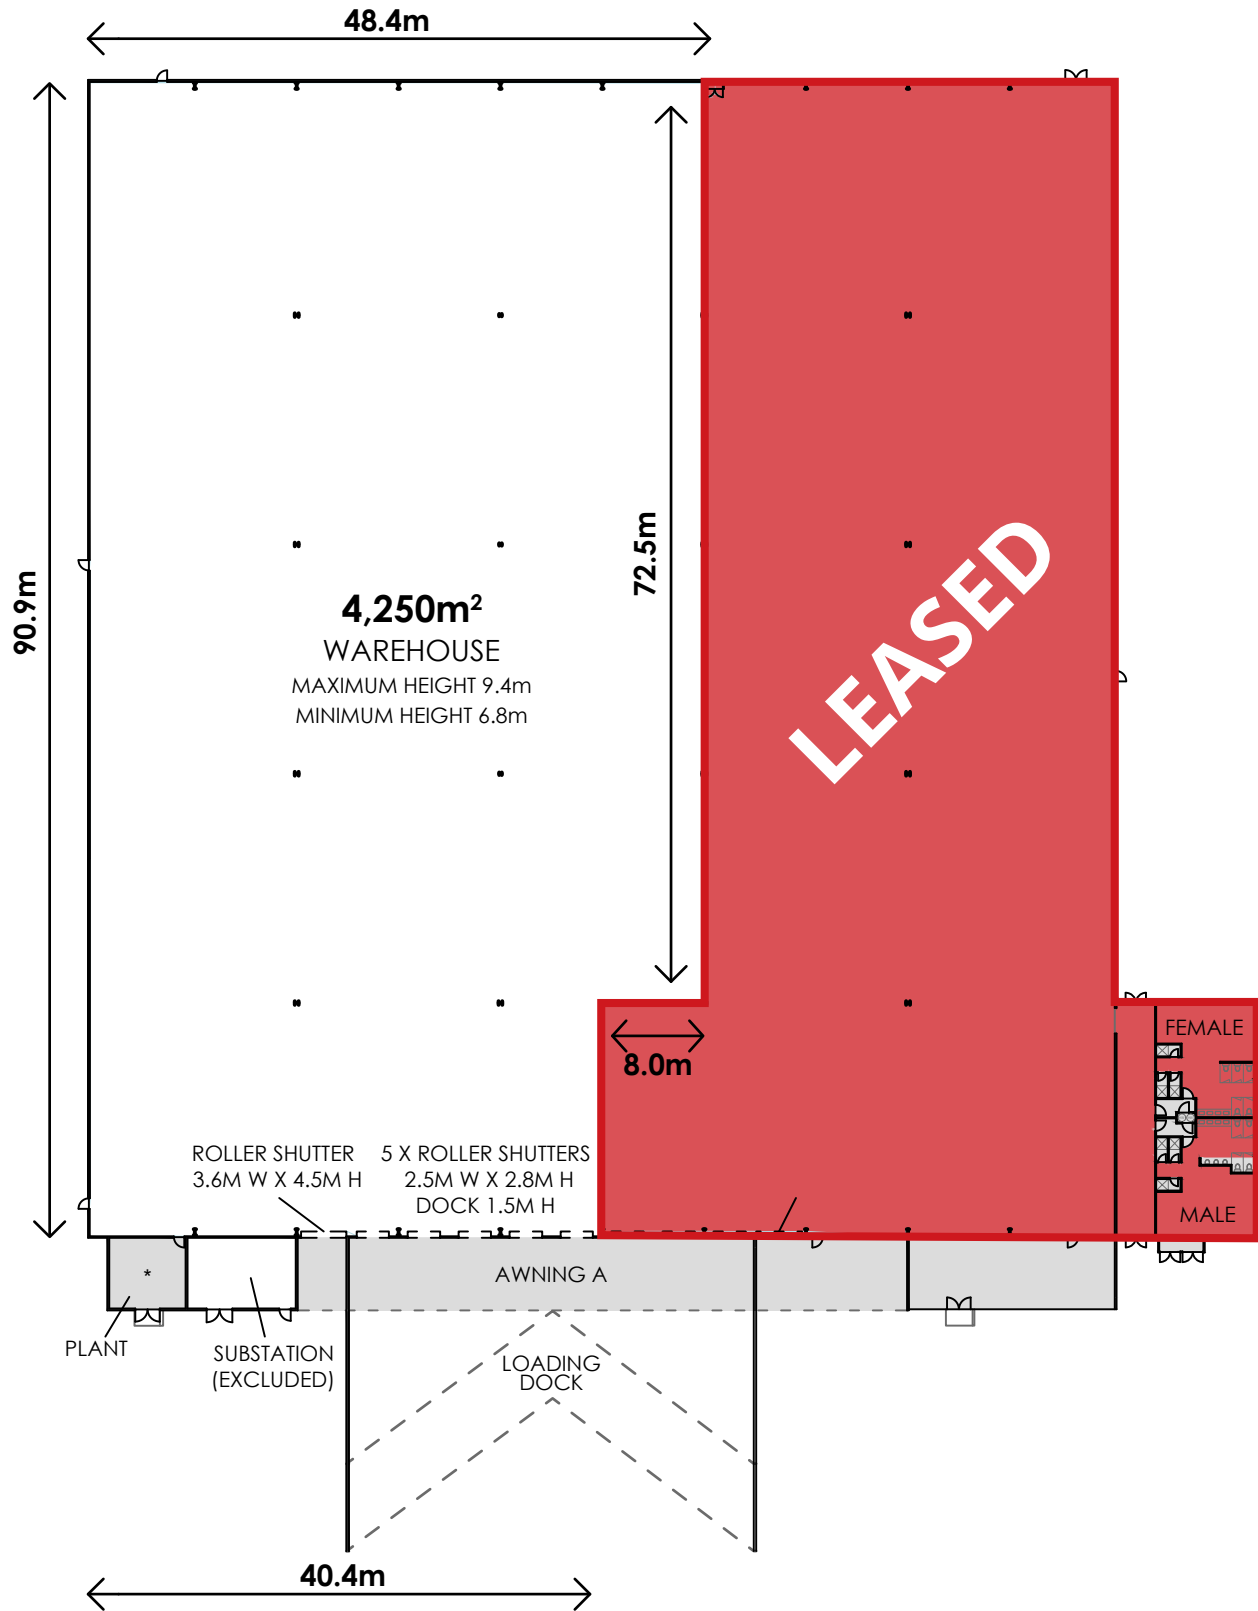 48.4m
90.9m
72.5m
4,250m²
WAREHOUSE
MAXIMUM HEIGHT 9.4m
MINIMUM HEIGHT 6.8m
LEASED
8.0m
FEMALE
MALE
ROLLER SHUTTER
3.6M W X 4.5M H
5 X ROLLER SHUTTERS
2.5M W X 2.8M H
DOCK 1.5M H
*
AWNING A
PLANT
SUBSTATION
(EXCLUDED)
LOADING
DOCK
40.4m